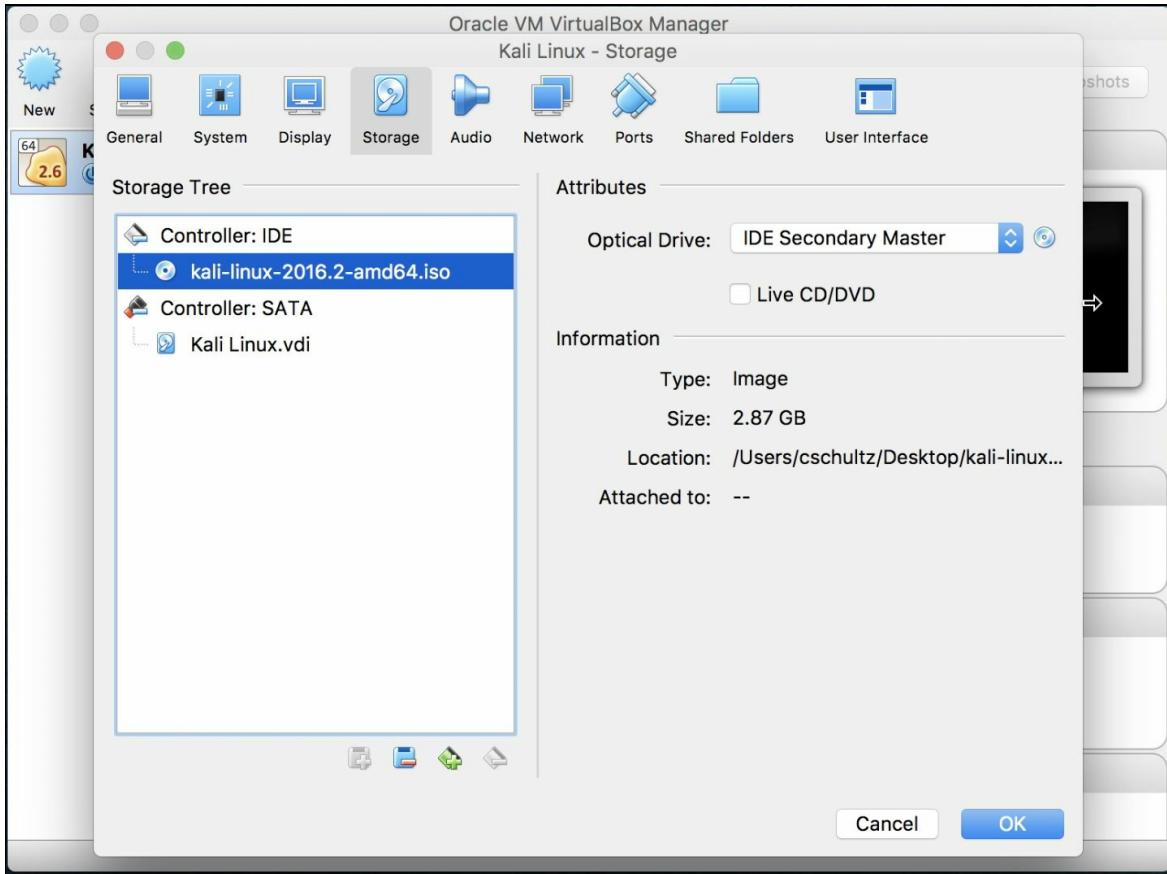 Oracle VM VirtualBox Manager
Kali Linux - Storage
New
General
System
Display
Storage
Audio
Network
Ports
Shared Folders
User Interface
64
2.6
Storage Tree
Controller: IDE
kali-linux-2016.2-amd64.iso
Controller: SATA
Kali Linux.vdi
Attributes
Optical Drive: IDE Secondary Master
Live CD/DVD
Information
Type: Image
Size: 2.87 GB
Location: /Users/cschultz/Desktop/kali-linux...
Attached to: --
Cancel
OK